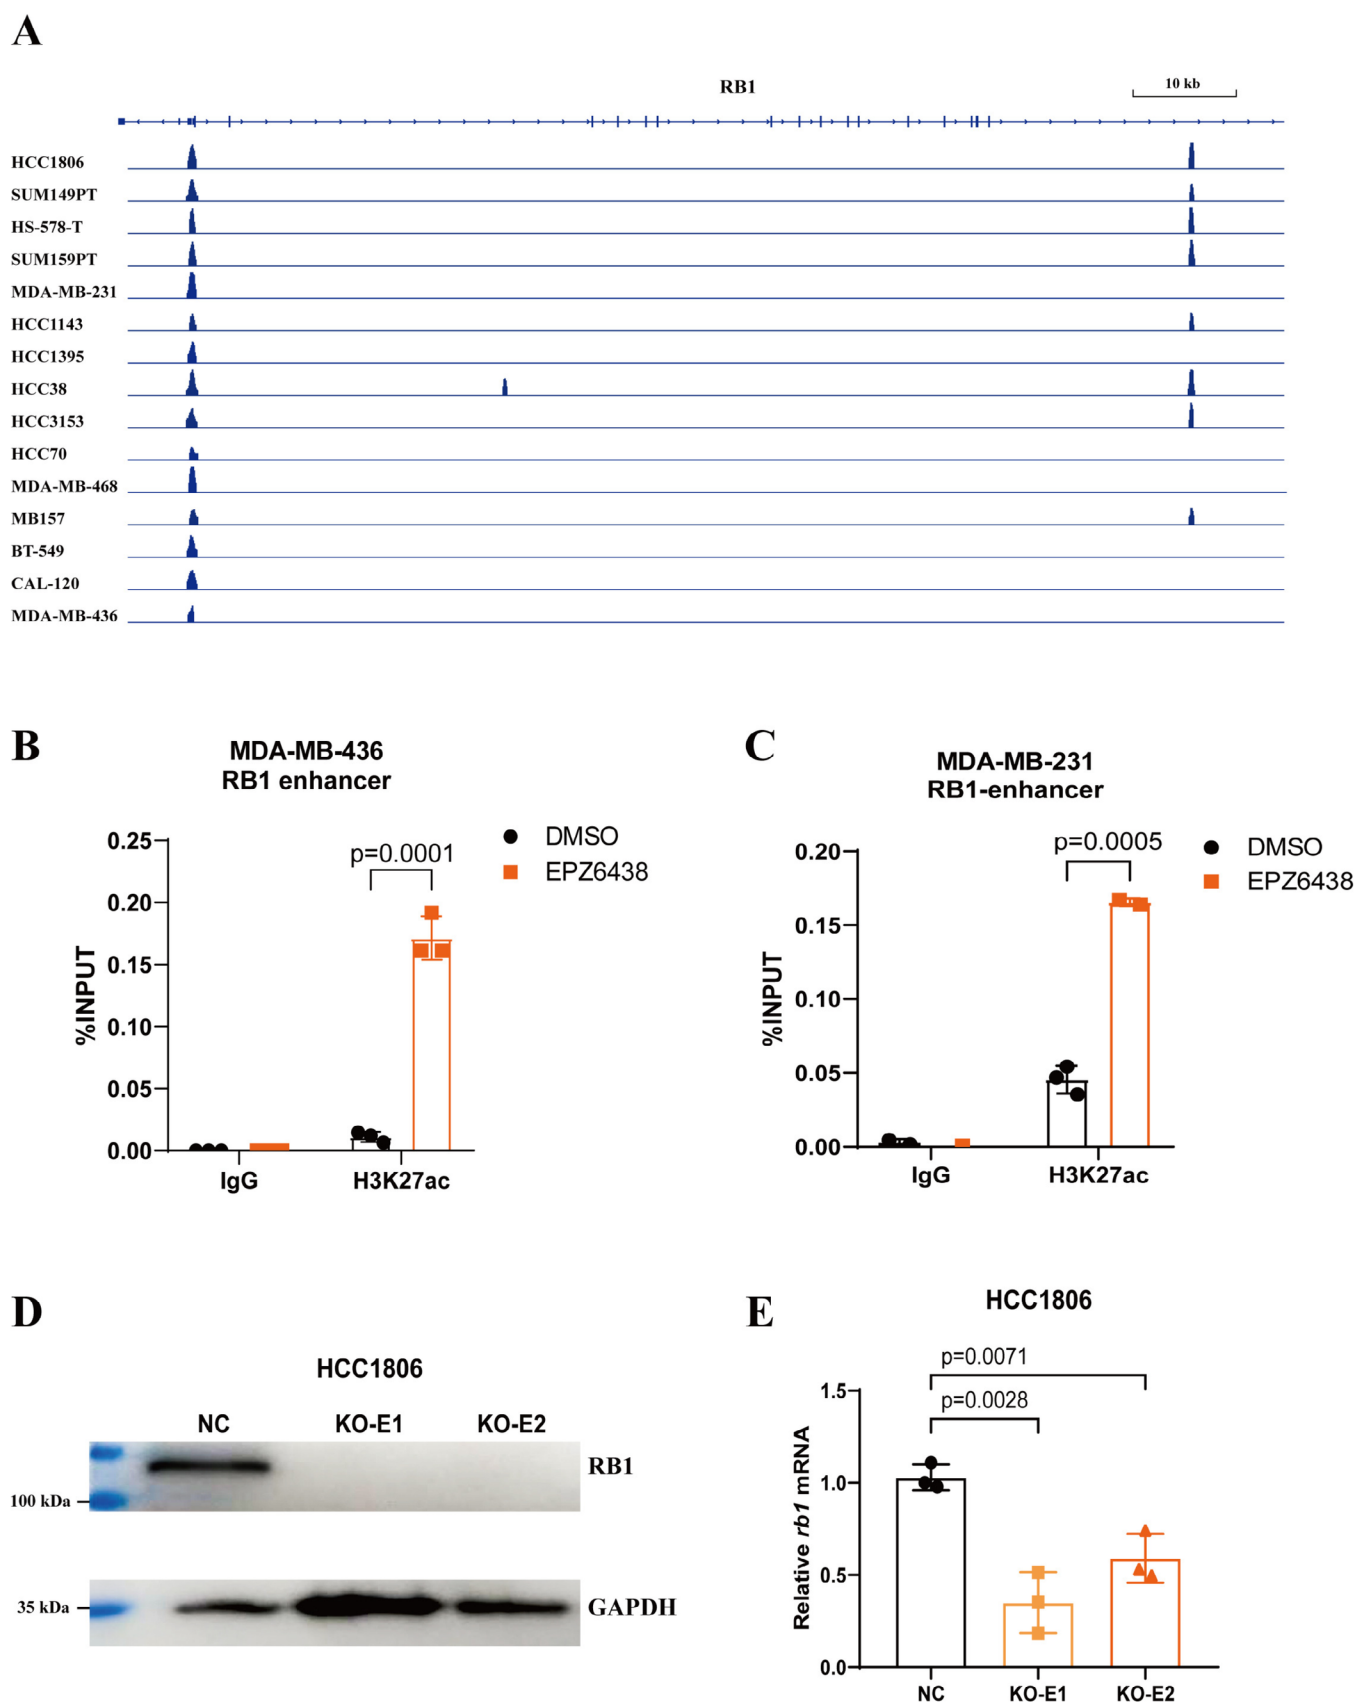 A
RB1
10 kb
HCC1806
SUM149PT
HS-578-T
SUM159PT
MDA-MB-231
HCC1143
HCC1395
HCC38
HCC3153
HCC70
MDA-MB-468
MB157
BT-549
CAL-120
MDA-MB-436
B
MDA-MB-436
RB1 enhancer
DMSO
EPZ6438
p=0.0001
%INPUT
0.25
0.20
0.15
0.10
0.05
0.00
IgG
H3K27ac
C
MDA-MB-231
RB1-enhancer
DMSO
EPZ6438
p=0.0005
%INPUT
0.20
0.15
0.10
0.05
0.00
IgG
H3K27ac
D
HCC1806
NC KO-E1 KO-E2
RB1
100 kDa
35 kDa
GAPDH
E
HCC1806
p=0.0071
p=0.0028
Relative rb1 mRNA
1.5
1.0
0.5
0.0
NC KO-E1 KO-E2